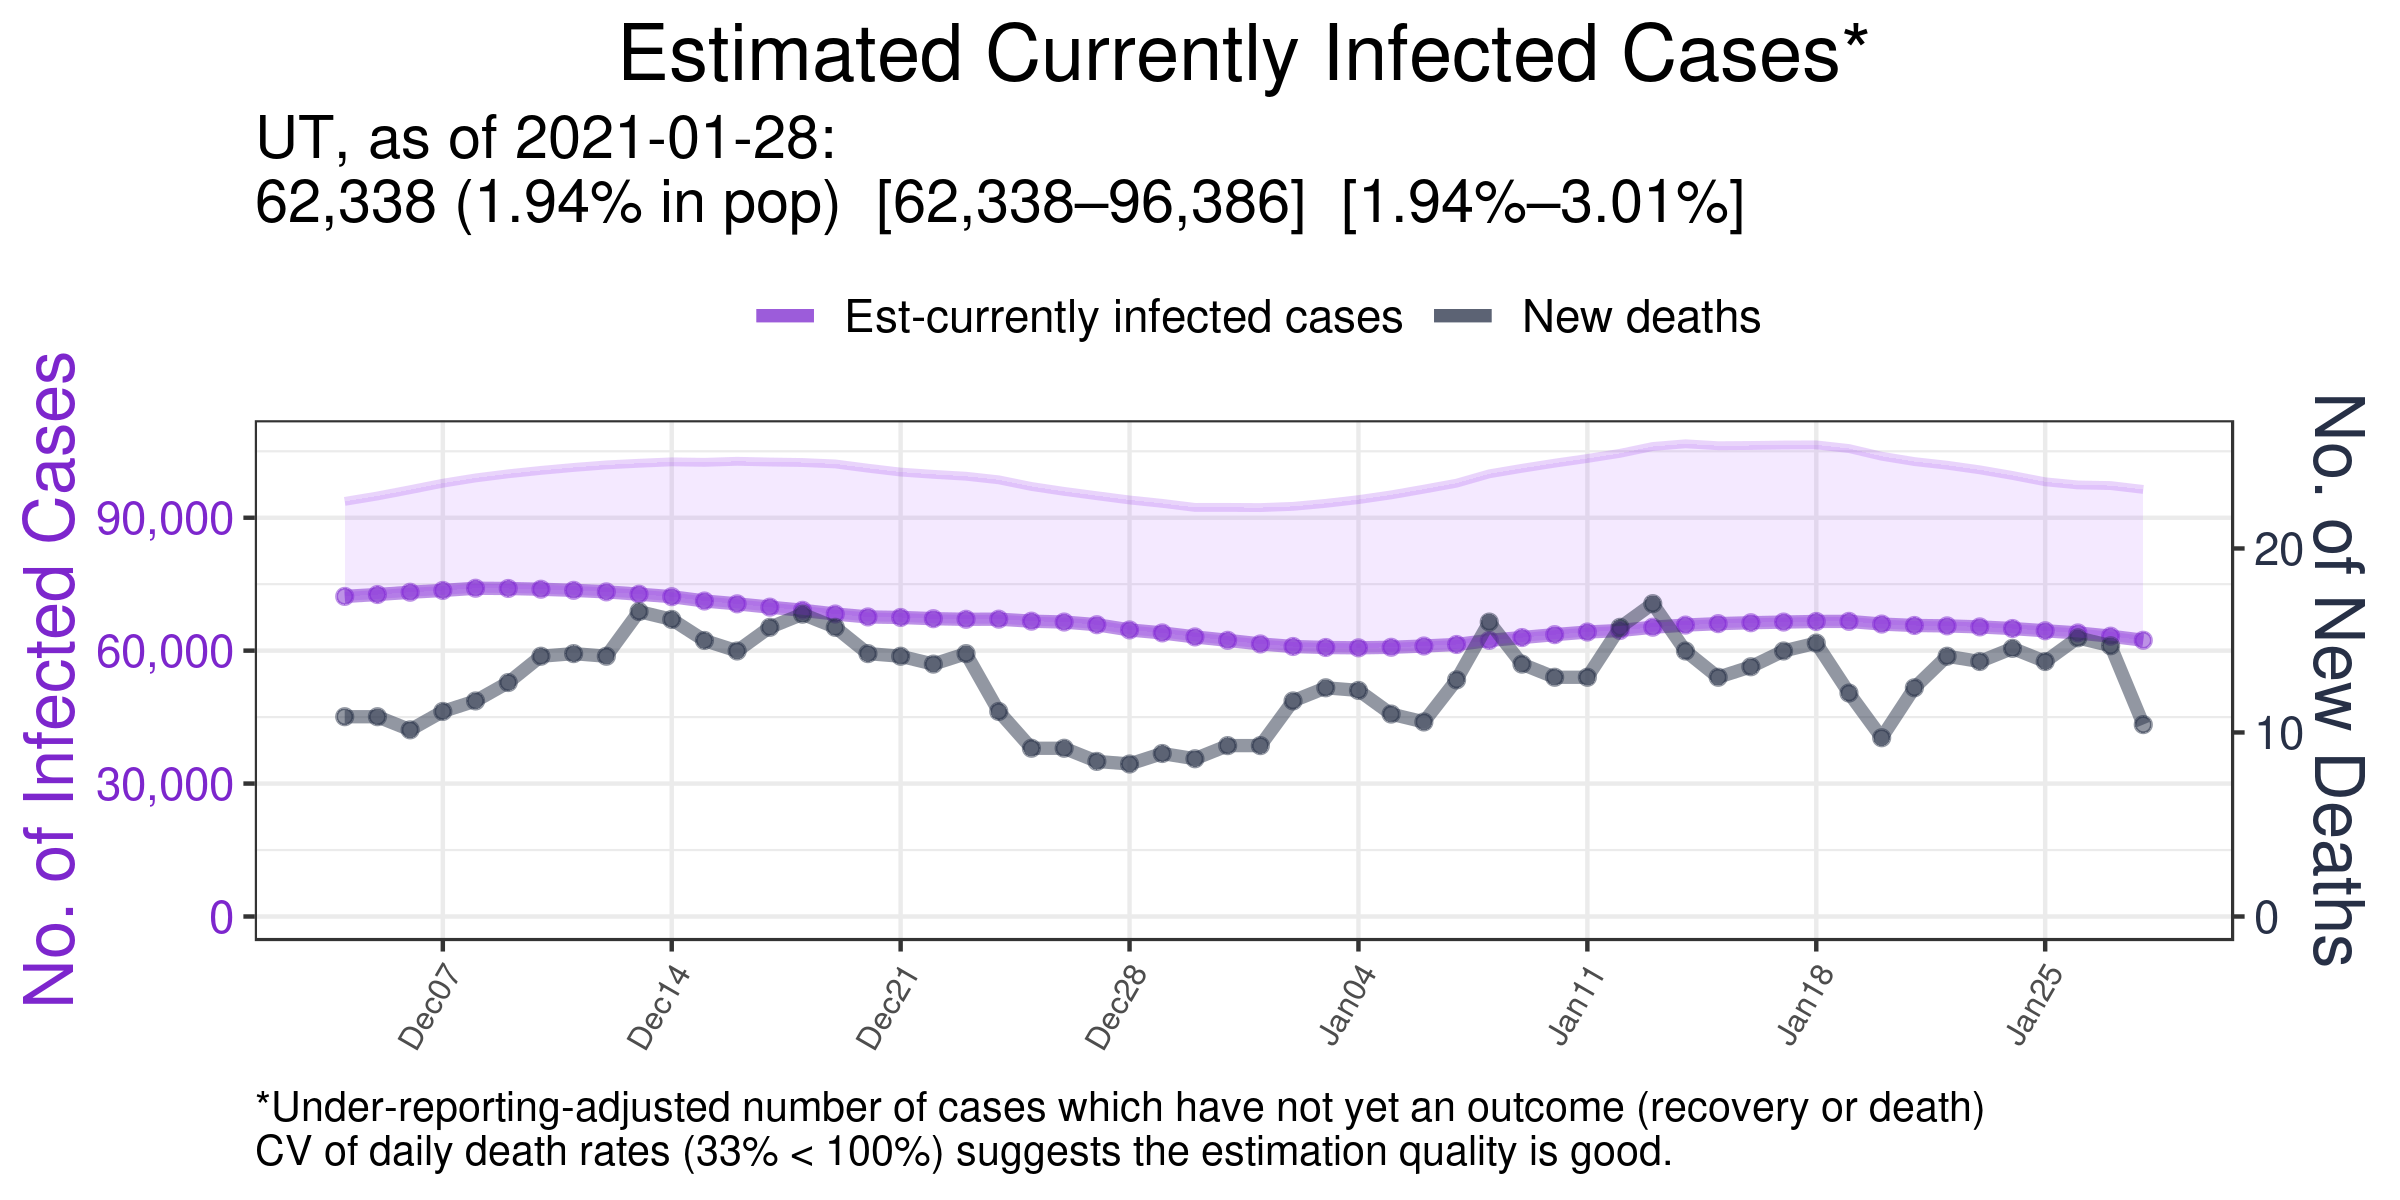 Estimated Currently Infected Cases*
UT, as of 2021-01-28:
62,338 (1.94% in pop)  [62,338–96,386]  [1.94%–3.01%]
Est-currently infected cases
New deaths
No. of Infected Cases
90,000
60,000
30,000
0
No. of New Deaths
20
10
0
Dec07
Dec14
Dec21
Dec28
Jan04
Jan11
Jan18
Jan25
*Under-reporting-adjusted number of cases which have not yet an outcome (recovery or death)
CV of daily death rates (33% < 100%) suggests the estimation quality is good.